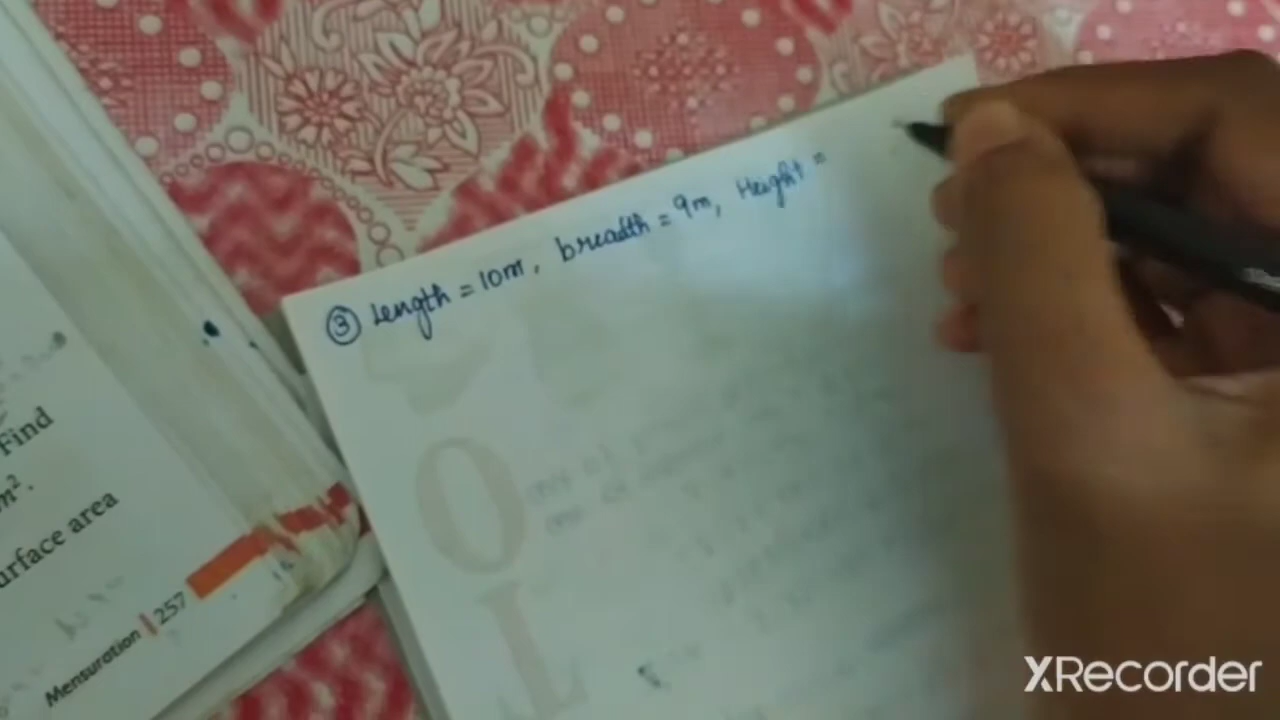 ③ Length = 10m, breadth = 9m, Height =
Find
m².
urface area
Mensuration | 257
XRecorder